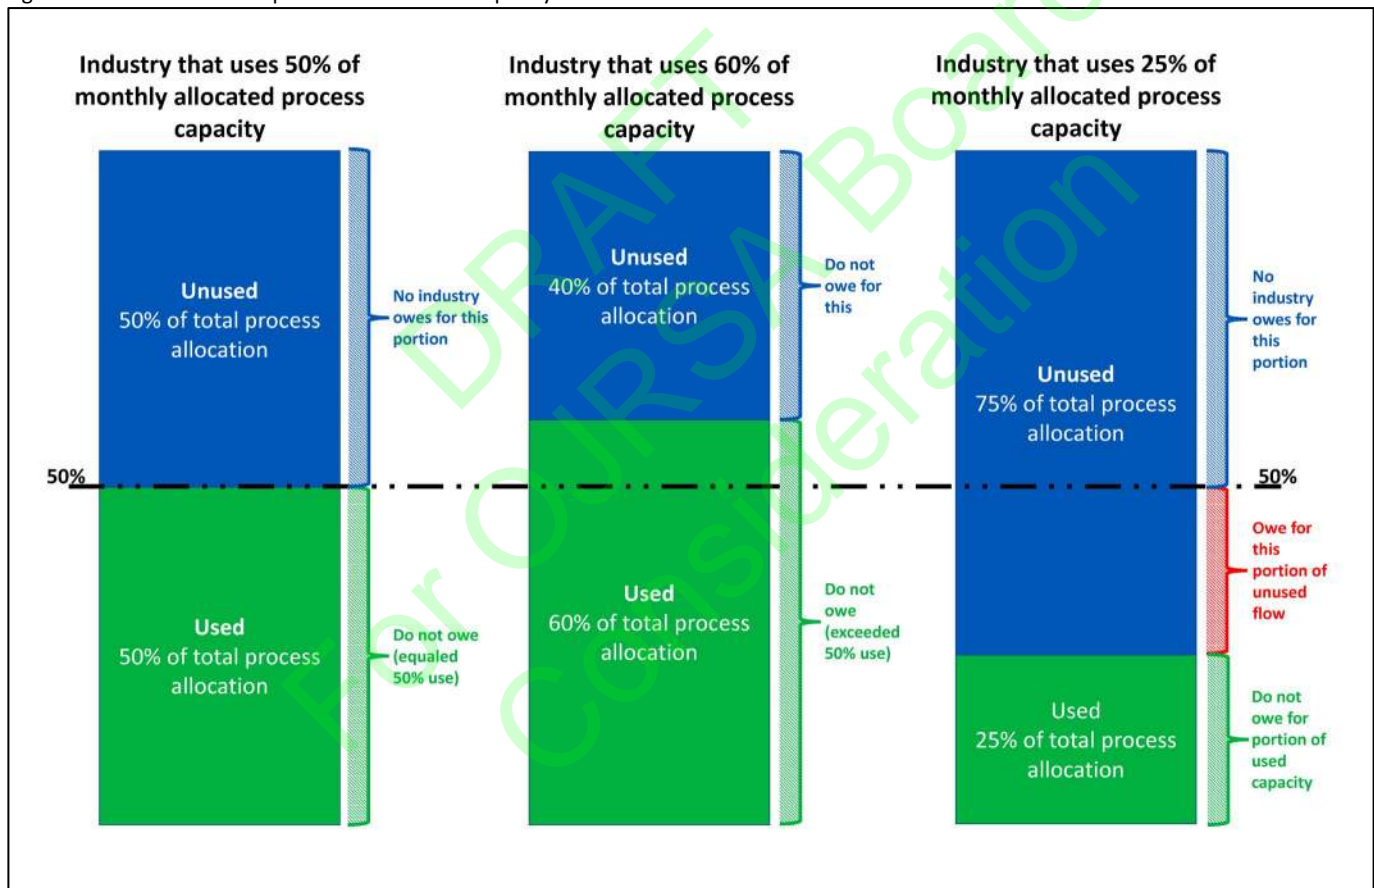 Industry that uses 50% of
monthly allocated process
capacity
Unused
50% of total process
allocation
No industry
owes for this
portion
50%
Used
50% of total process
allocation
Do not owe
(equaled
50% use)
Industry that uses 60% of
monthly allocated process
capacity
Unused
40% of total process
allocation
Do not
owe for
this
Used
60% of total process
allocation
Do not
owe
(exceeded
50% use)
Industry that uses 25% of
monthly allocated process
capacity
Unused
75% of total process
allocation
No
industry
owes for
this
portion
50%
Owe for
this
portion of
unused
flow
Used
25% of total process
allocation
Do not
owe for
portion of
used
capacity
DRAFT
For OJRSA Board
Consideration